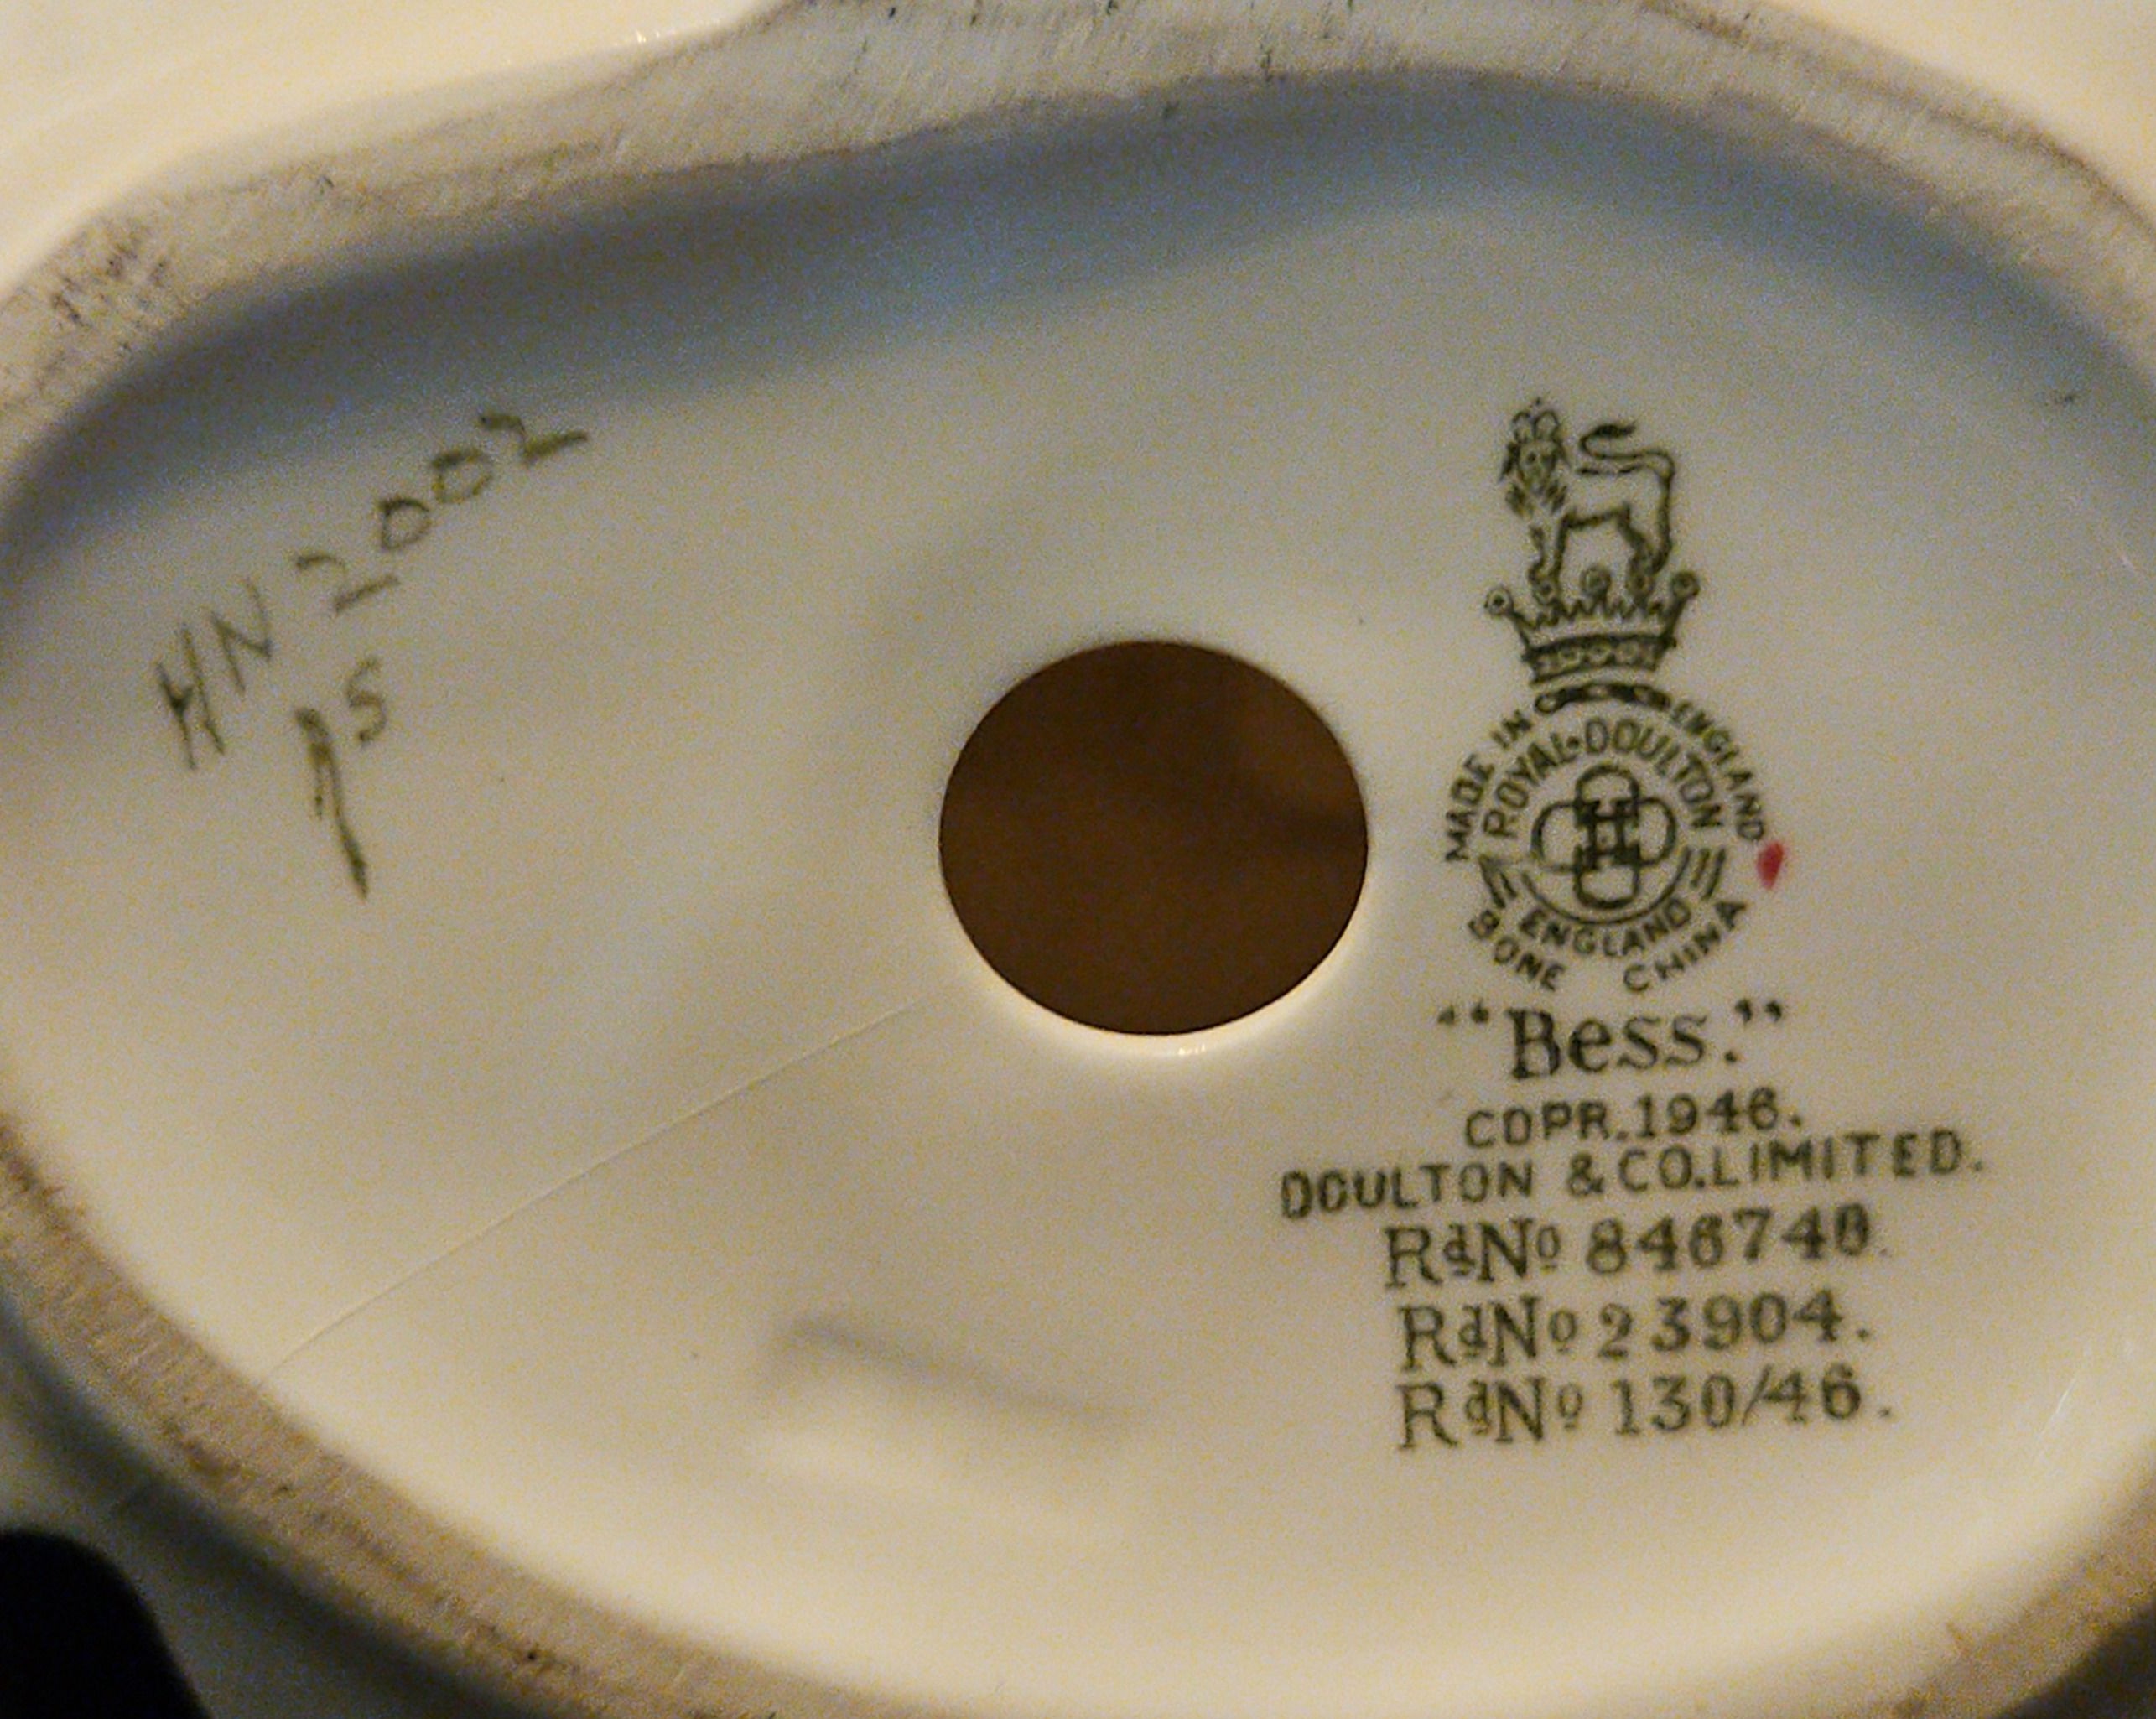 HN 2002
MADE IN ENGLAND
ROYAL·DOULTON
ENGLAND
BONE CHINA
"Bess."
COPR.1946.
DOULTON & CO.LIMITED.
RdNo 846740.
RdNo 23904.
RdNo 130/46.